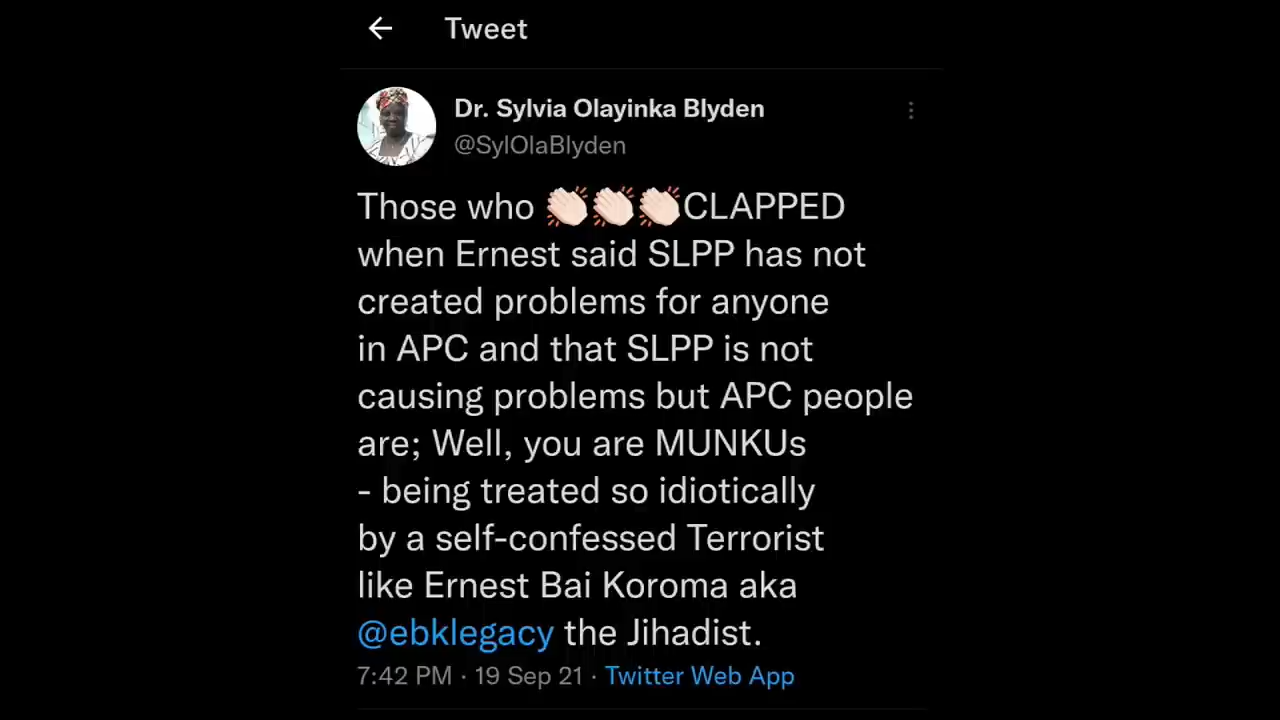 Tweet
Dr. Sylvia Olayinka Blyden
@SylOlaBlyden
Those who 👏🏻👏🏻👏🏻CLAPPED
when Ernest said SLPP has not
created problems for anyone
in APC and that SLPP is not
causing problems but APC people
are; Well, you are MUNKUs
- being treated so idiotically
by a self-confessed Terrorist
like Ernest Bai Koroma aka
@ebklegacy the Jihadist.
7:42 PM · 19 Sep 21 · Twitter Web App